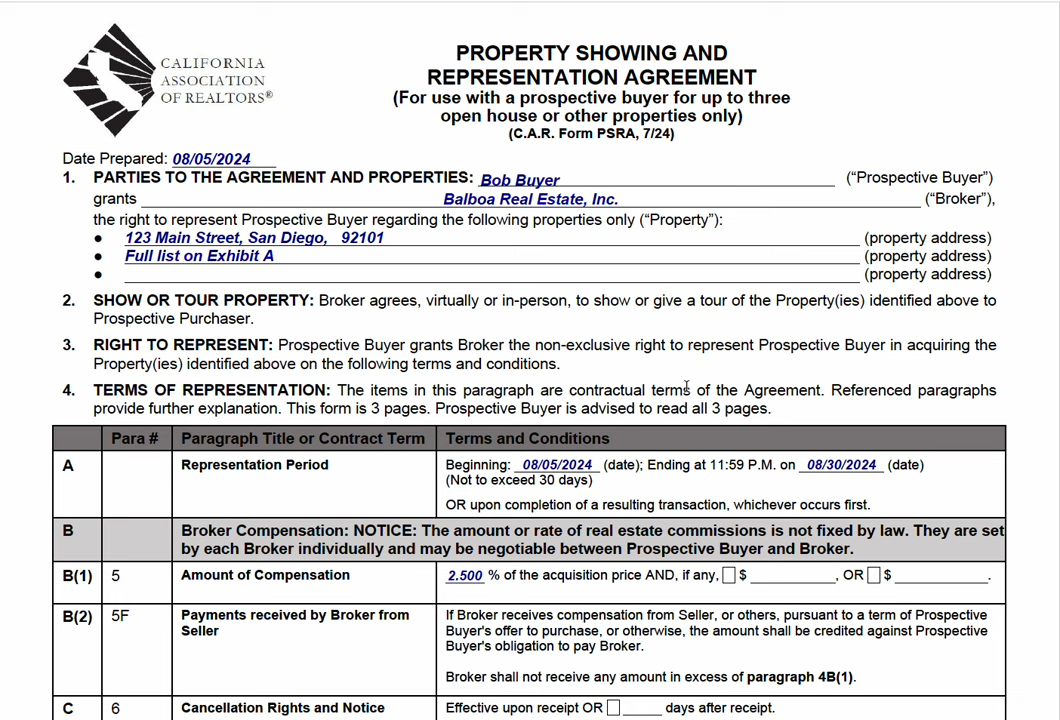 CALIFORNIA
ASSOCIATION
OF REALTORS®
PROPERTY SHOWING AND
REPRESENTATION AGREEMENT
(For use with a prospective buyer for up to three
open house or other properties only)
(C.A.R. Form PSRA, 7/24)
Date Prepared: 08/05/2024
1. PARTIES TO THE AGREEMENT AND PROPERTIES: Bob Buyer (“Prospective Buyer”)
grants Balboa Real Estate, Inc. (“Broker”),
the right to represent Prospective Buyer regarding the following properties only (“Property”):
● 123 Main Street, San Diego, 92101 (property address)
● Full list on Exhibit A (property address)
● (property address)
2. SHOW OR TOUR PROPERTY: Broker agrees, virtually or in-person, to show or give a tour of the Property(ies) identified above to
Prospective Purchaser.
3. RIGHT TO REPRESENT: Prospective Buyer grants Broker the non-exclusive right to represent Prospective Buyer in acquiring the
Property(ies) identified above on the following terms and conditions.
4. TERMS OF REPRESENTATION: The items in this paragraph are contractual terms of the Agreement. Referenced paragraphs
provide further explanation. This form is 3 pages. Prospective Buyer is advised to read all 3 pages.
Para # Paragraph Title or Contract Term Terms and Conditions
A Representation Period Beginning: 08/05/2024 (date); Ending at 11:59 P.M. on 08/30/2024 (date)
(Not to exceed 30 days)
OR upon completion of a resulting transaction, whichever occurs first.
B Broker Compensation: NOTICE: The amount or rate of real estate commissions is not fixed by law. They are set
by each Broker individually and may be negotiable between Prospective Buyer and Broker.
B(1) 5 Amount of Compensation 2.500 % of the acquisition price AND, if any, $ , OR $ .
B(2) 5F Payments received by Broker from If Broker receives compensation from Seller, or others, pursuant to a term of Prospective
Seller Buyer's offer to purchase, or otherwise, the amount shall be credited against Prospective
Buyer's obligation to pay Broker.
Broker shall not receive any amount in excess of paragraph 4B(1).
C 6 Cancellation Rights and Notice Effective upon receipt OR days after receipt.